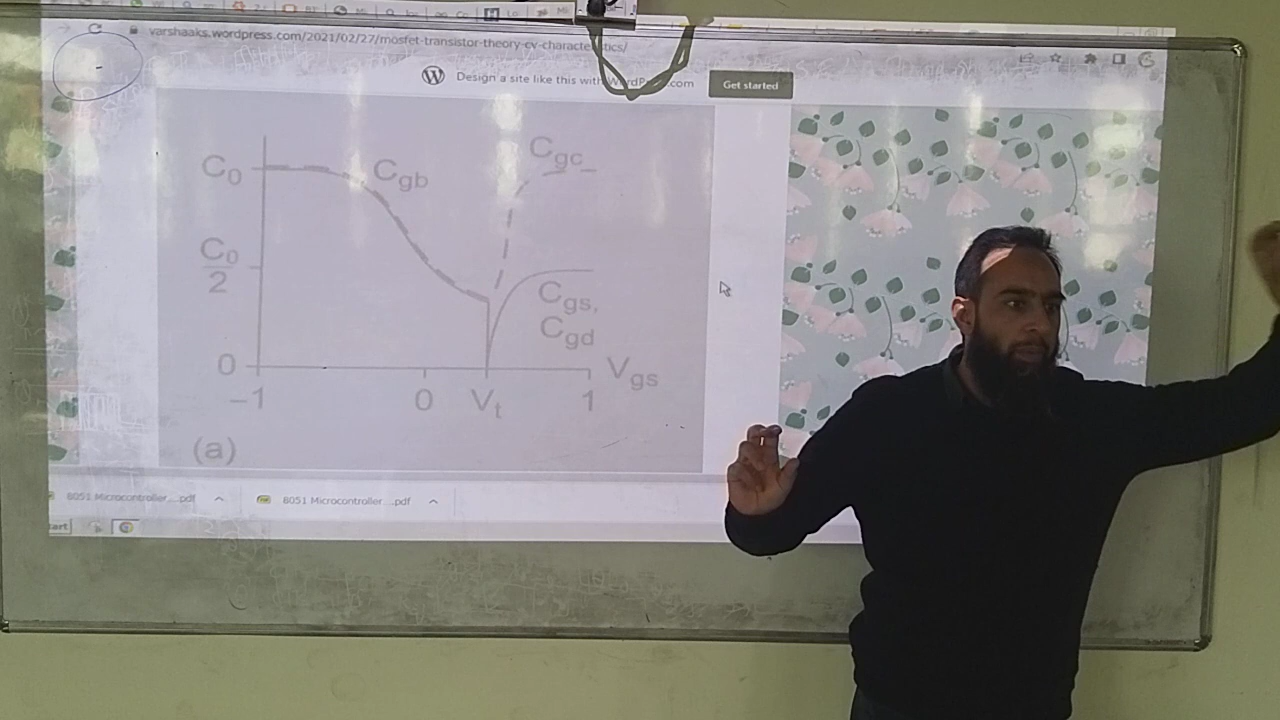 varshaaks.wordpress.com/2021/02/27/mosfet-transistor-theory-cv-characteristics/
Design a site like this with WordPress.com
Get started
C0
Cgb
Cgc
C0
2
Cgs,
Cgd
0
Vgs
−1
0
Vt
1
(a)
8051 Microcontroller....pdf
8051 Microcontroller....pdf
tart